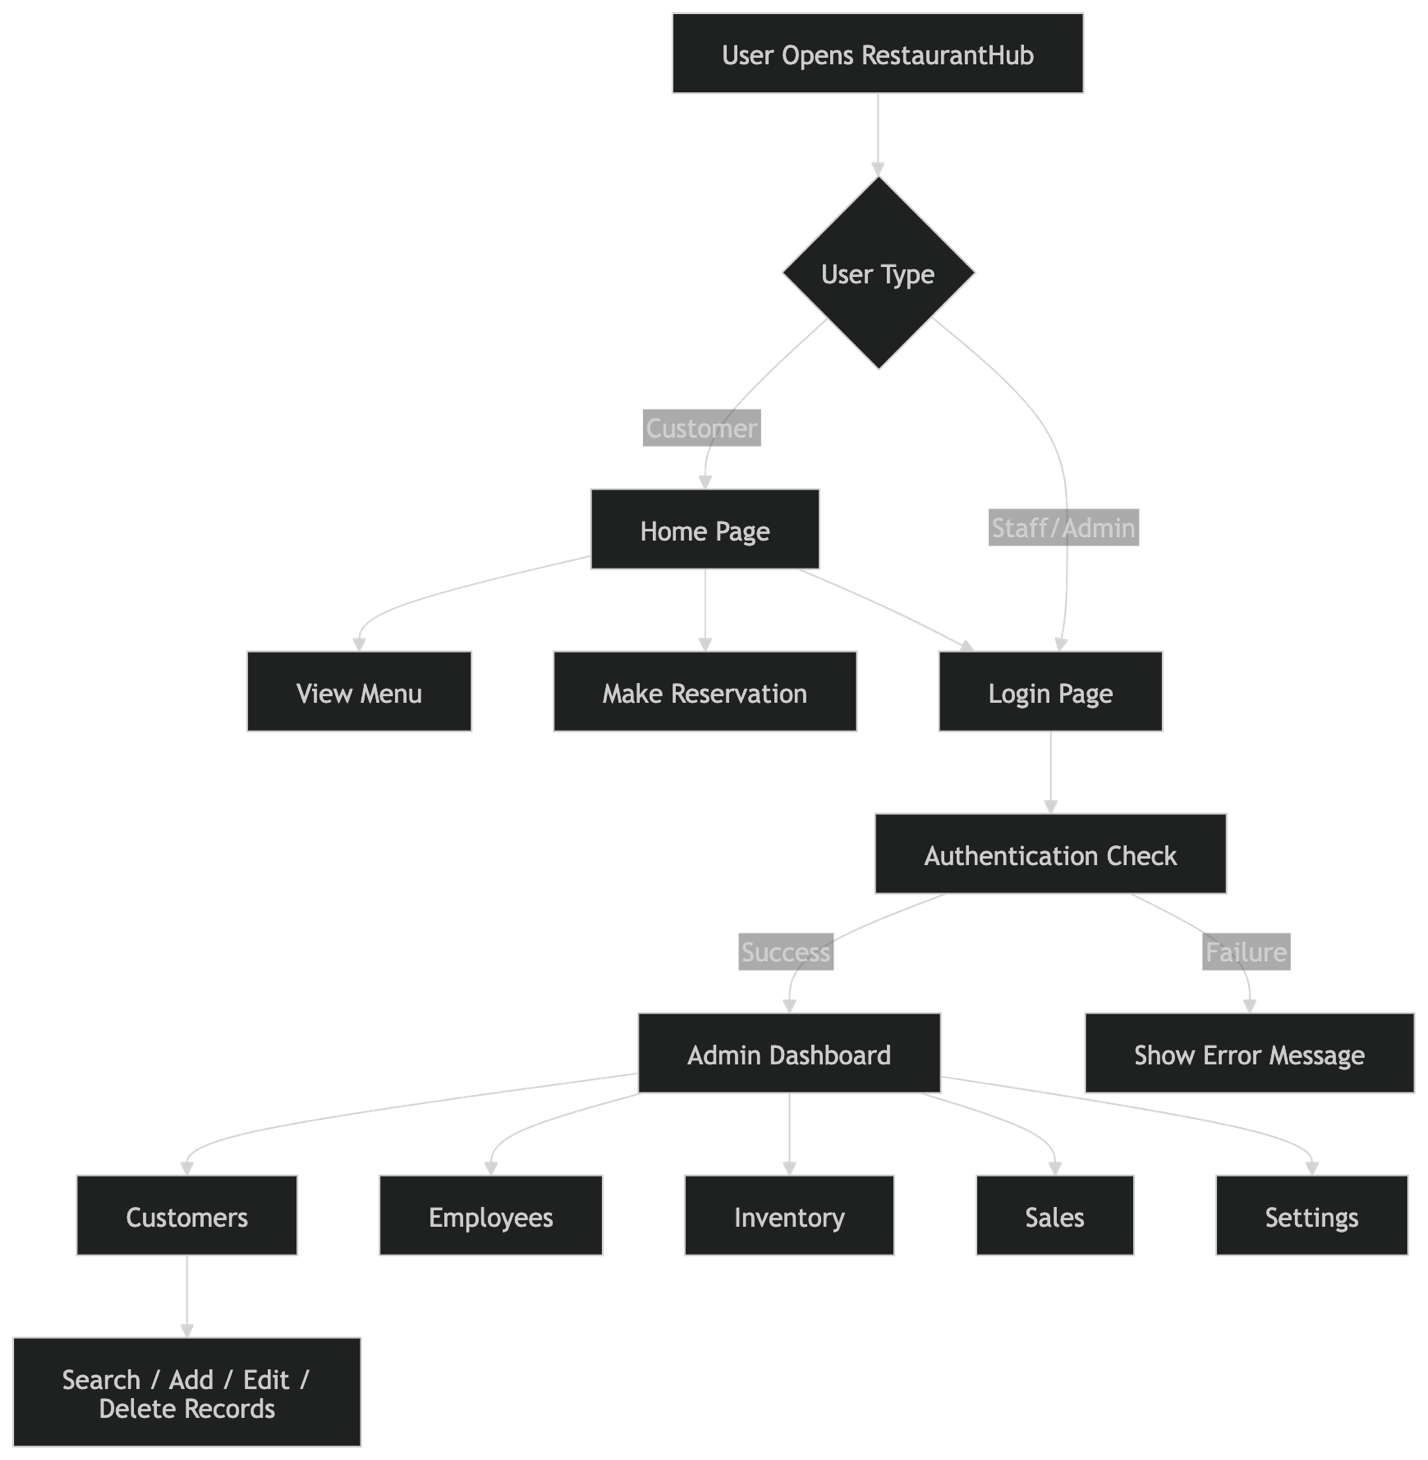 User Opens RestaurantHub
User Type
Customer
Staff/Admin
Home Page
View Menu
Make Reservation
Login Page
Authentication Check
Success
Failure
Admin Dashboard
Show Error Message
Customers
Employees
Inventory
Sales
Settings
Search / Add / Edit /
Delete Records